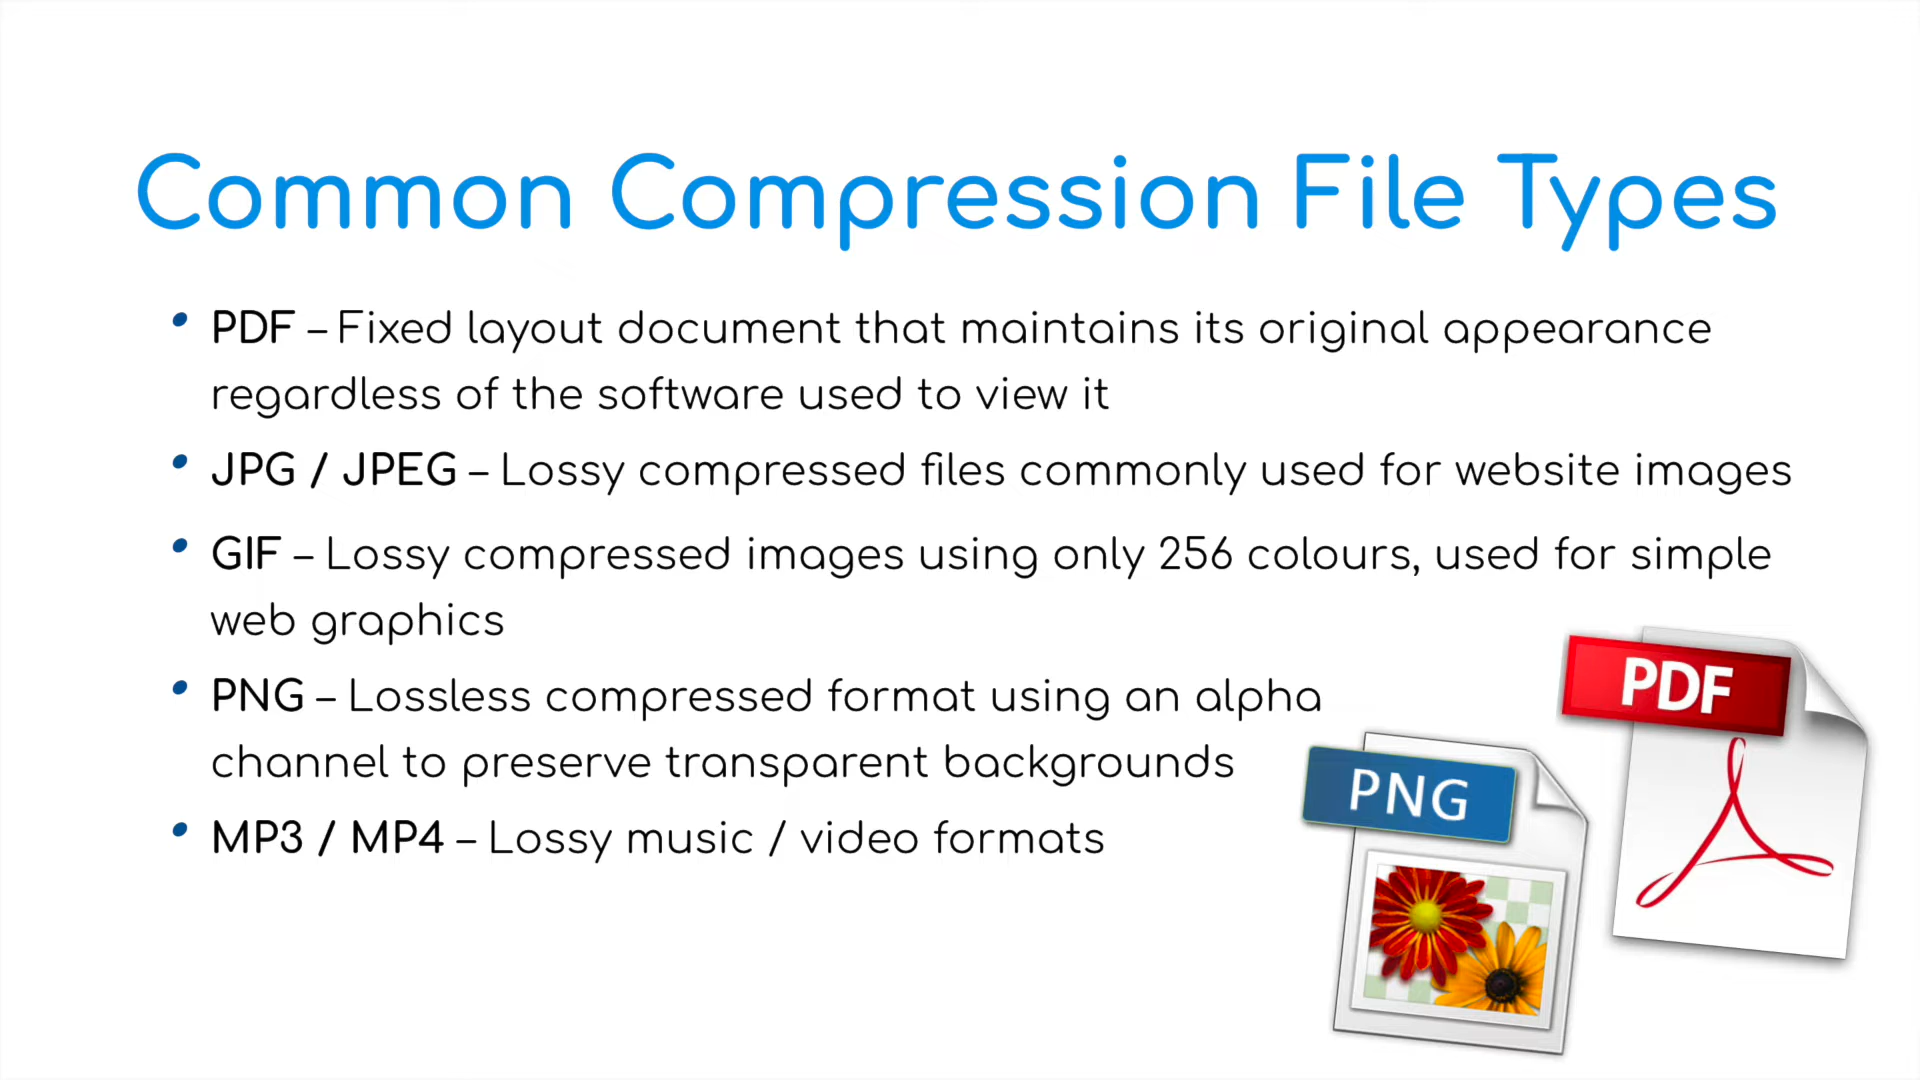 Common Compression File Types
• PDF – Fixed layout document that maintains its original appearance
regardless of the software used to view it
• JPG / JPEG – Lossy compressed files commonly used for website images
• GIF – Lossy compressed images using only 256 colours, used for simple
web graphics
• PNG – Lossless compressed format using an alpha
channel to preserve transparent backgrounds
• MP3 / MP4 – Lossy music / video formats
PDF
PNG